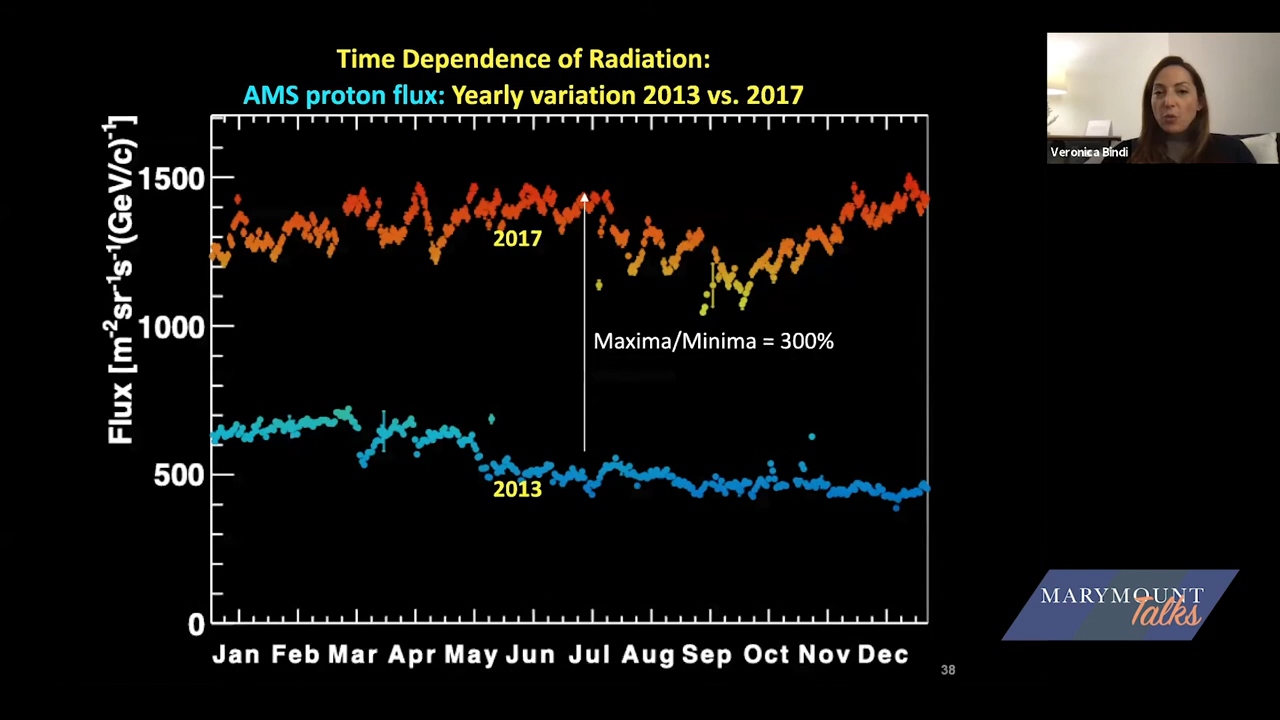 Time Dependence of Radiation:
AMS proton flux: Yearly variation 2013 vs. 2017
Veronica Bindi
Flux [m-2sr-1s-1(GeV/c)-1]
1500
1000
500
0
2017
Maxima/Minima = 300%
2013
Jan Feb Mar Apr May Jun Jul Aug Sep Oct Nov Dec
38
MARYMOUNT
Talks